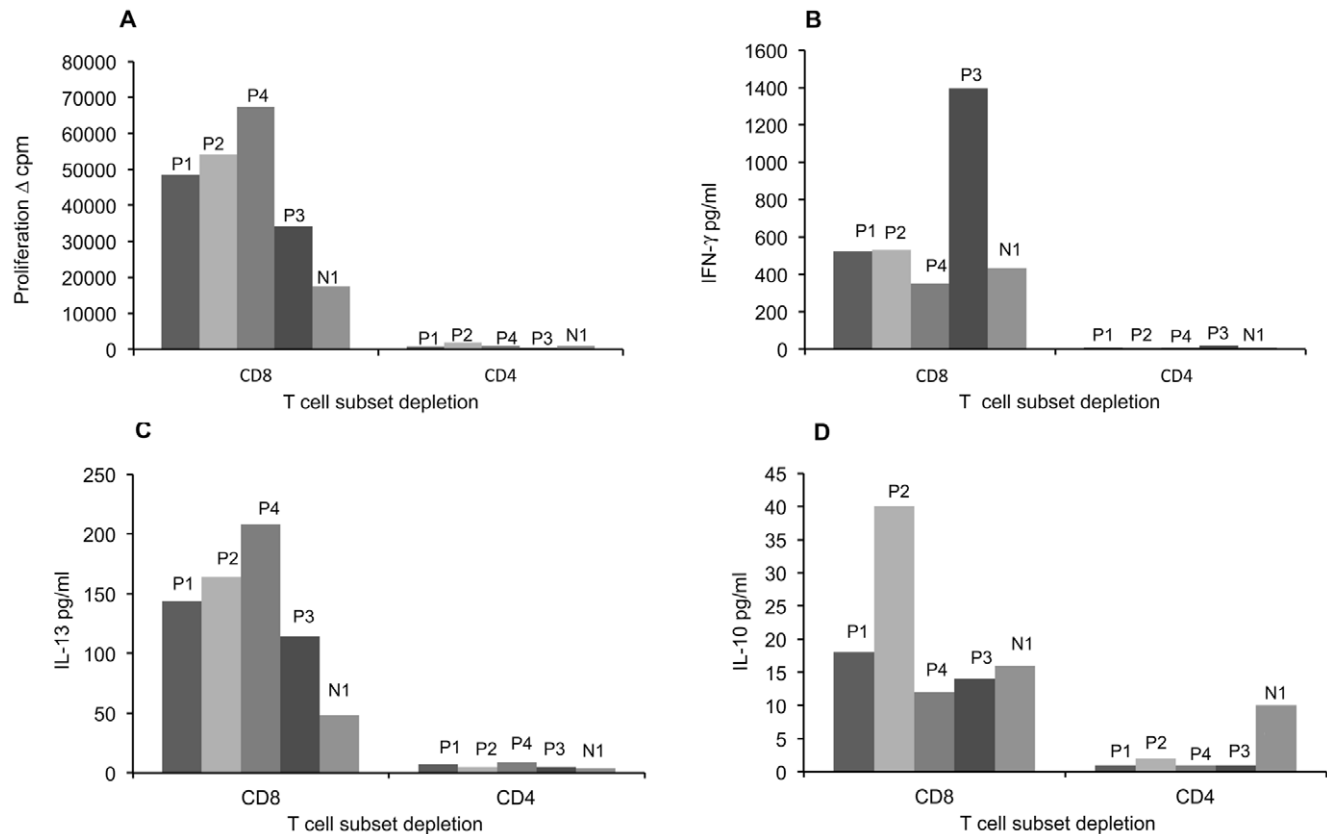 A
Proliferation Δ cpm
80000
70000
60000
50000
40000
30000
20000
10000
0
P1
P2
P4
P3
N1
P1
P2
P4
P3
N1
CD8
CD4
T cell subset depletion
B
IFN-γ pg/ml
1600
1400
1200
1000
800
600
400
200
0
P1
P2
P4
P3
N1
P1
P2
P4
P3
N1
CD8
CD4
T cell subset depletion
C
IL-13 pg/ml
250
200
150
100
50
0
P1
P2
P4
P3
N1
P1
P2
P4
P3
N1
CD8
CD4
T cell subset depletion
D
IL-10 pg/ml
45
40
35
30
25
20
15
10
5
0
P1
P2
P4
P3
N1
P1
P2
P4
P3
N1
CD8
CD4
T cell subset depletion